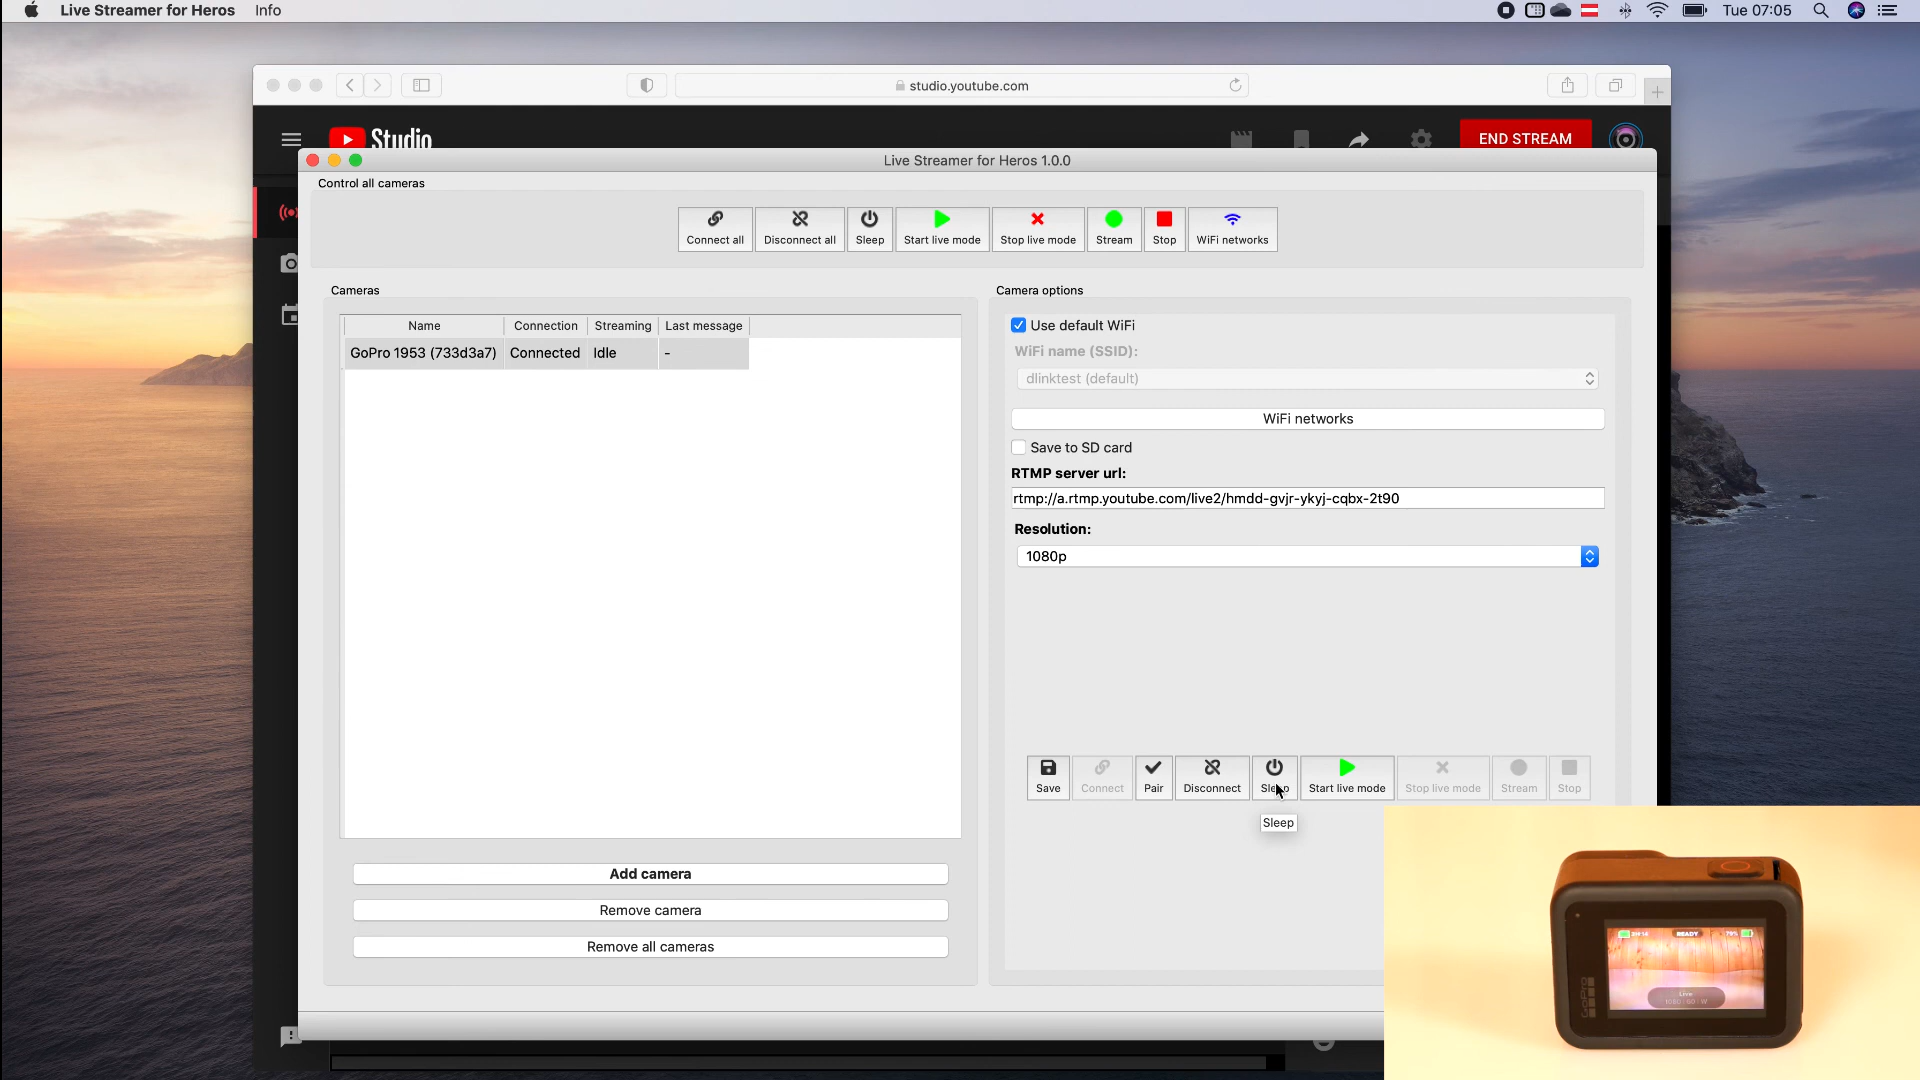 Live Streamer for Heros Info
Tue 07:05
studio.youtube.com
Studio
END STREAM
Live Streamer for Heros 1.0.0
Control all cameras
Connect all Disconnect all Sleep Start live mode Stop live mode Stream Stop WiFi networks
Cameras
Name Connection Streaming Last message
GoPro 1953 (733d3a7) Connected Idle -
Add camera
Remove camera
Remove all cameras
Camera options
Use default WiFi
WiFi name (SSID):
dlinktest (default)
WiFi networks
Save to SD card
RTMP server url:
rtmp://a.rtmp.youtube.com/live2/hmdd-gvjr-ykyj-cqbx-2t90
Resolution:
1080p
Save Connect Pair Disconnect Sleep Start live mode Stop live mode Stream Stop
Sleep
READY
Live
GoPro